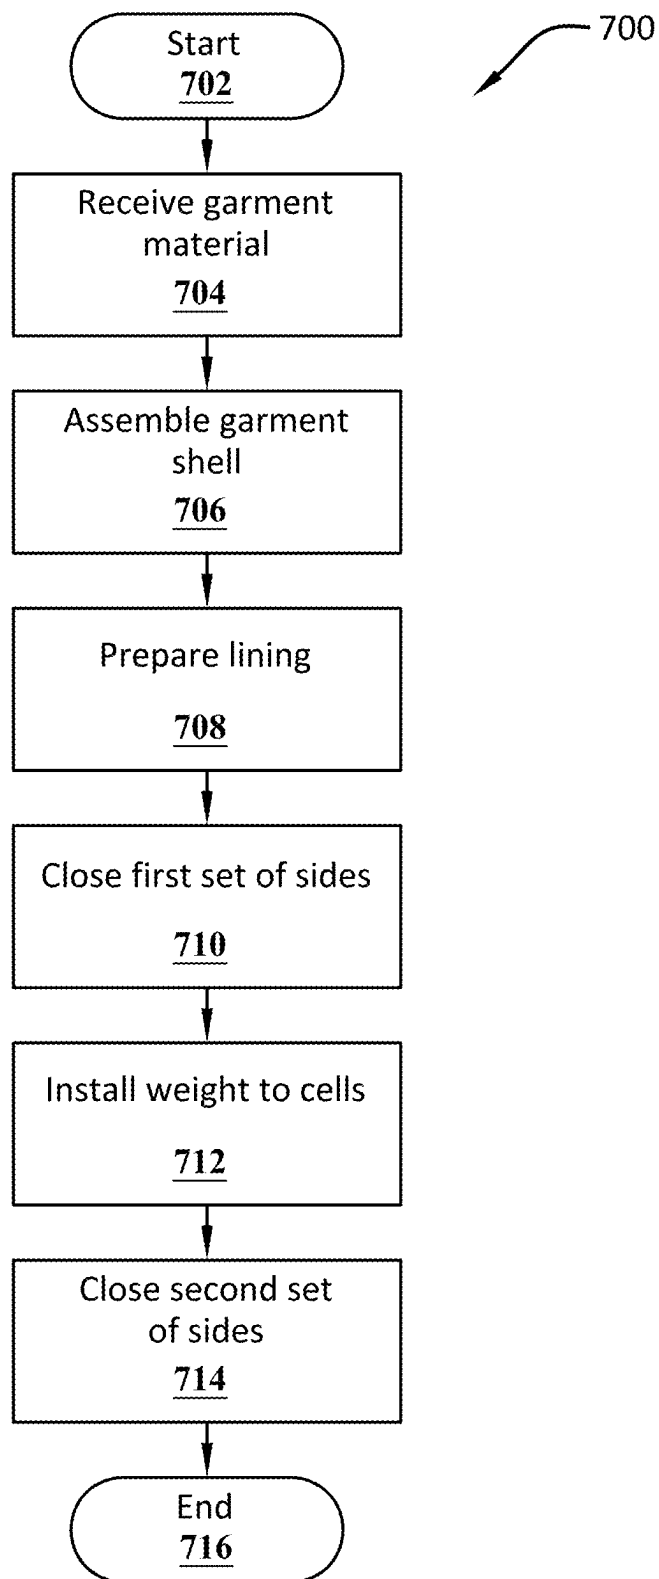 Start
702
700
Receive garment
material
704
Assemble garment
shell
706
Prepare lining
708
Close first set of sides
710
Install weight to cells
712
Close second set
of sides
714
End
716